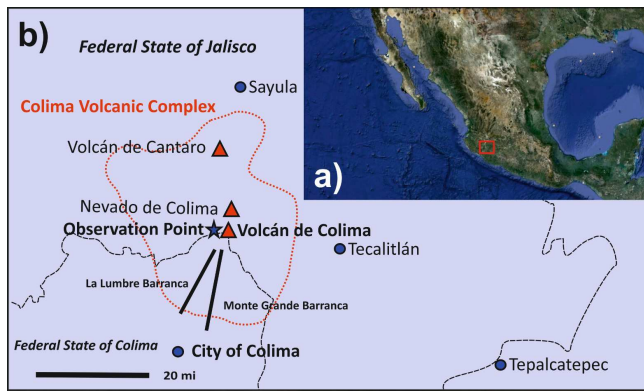 b)
Federal State of Jalisco
Sayula
Colima Volcanic Complex
Volcán de Cantaro
a)
Nevado de Colima
Observation Point
Volcán de Colima
Tecalitlán
La Lumbre Barranca
Monte Grande Barranca
Federal State of Colima
City of Colima
Tepalcatepec
20 mi